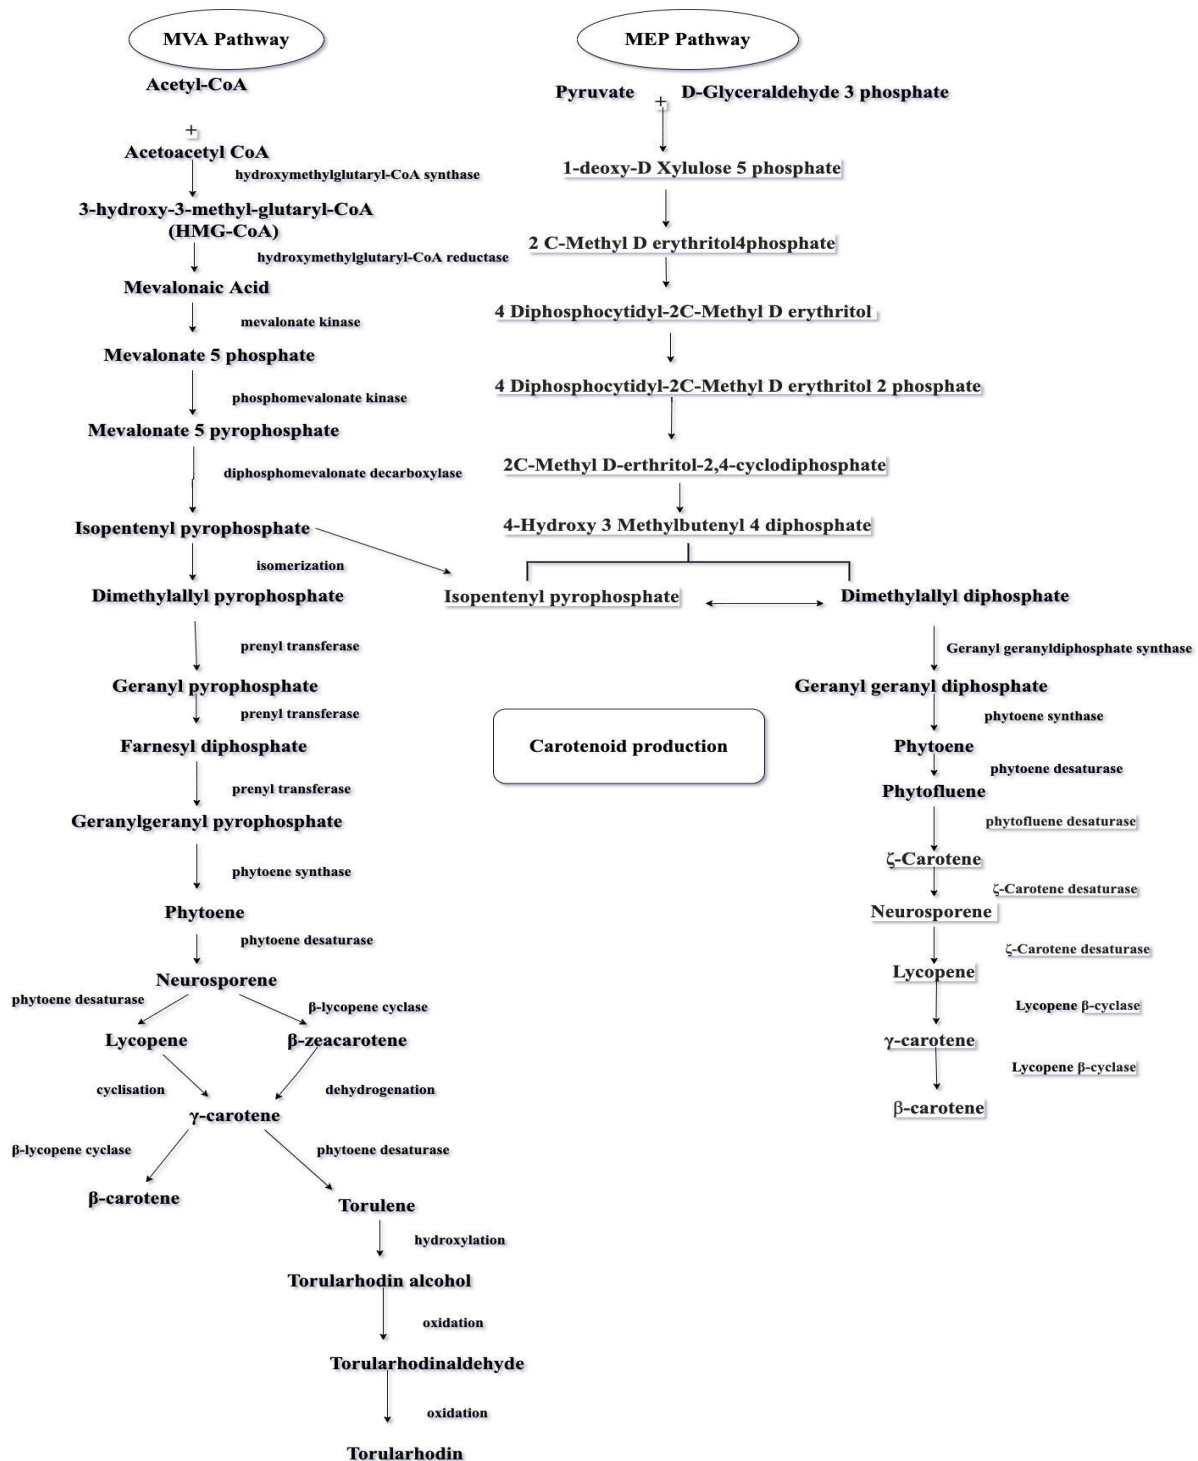 MVA Pathway
Acetyl-CoA
+
Acetoacetyl CoA
hydroxymethylglutaryl-CoA synthase
3-hydroxy-3-methyl-glutaryl-CoA
(HMG-CoA)
hydroxymethylglutaryl-CoA reductase
Mevalonaic Acid
mevalonate kinase
Mevalonate 5 phosphate
phosphomevalonate kinase
Mevalonate 5 pyrophosphate
diphosphomevalonate decarboxylase
Isopentenyl pyrophosphate
isomerization
Dimethylallyl pyrophosphate
prenyl transferase
Geranyl pyrophosphate
prenyl transferase
Farnesyl diphosphate
prenyl transferase
Geranylgeranyl pyrophosphate
phytoene synthase
Phytoene
phytoene desaturase
Neurosporene
phytoene desaturase
β-lycopene cyclase
Lycopene
β-zeacarotene
cyclisation
dehydrogenation
γ-carotene
β-lycopene cyclase
phytoene desaturase
β-carotene
Torulene
hydroxylation
Torularhodin alcohol
oxidation
Torularhodinaldehyde
oxidation
Torularhodin
MEP Pathway
Pyruvate + D-Glyceraldehyde 3 phosphate
1-deoxy-D Xylulose 5 phosphate
2 C-Methyl D erythritol4phosphate
4 Diphosphocytidyl-2C-Methyl D erythritol
4 Diphosphocytidyl-2C-Methyl D erythritol 2 phosphate
2C-Methyl D-erthritol-2,4-cyclodiphosphate
4-Hydroxy 3 Methylbutenyl 4 diphosphate
Isopentenyl pyrophosphate
Dimethylallyl diphosphate
Geranyl geranyldiphosphate synthase
Geranyl geranyl diphosphate
phytoene synthase
Phytoene
phytoene desaturase
Phytofluene
phytofluene desaturase
ζ-Carotene
ζ-Carotene desaturase
Neurosporene
ζ-Carotene desaturase
Lycopene
Lycopene β-cyclase
γ-carotene
Lycopene β-cyclase
β-carotene
Carotenoid production